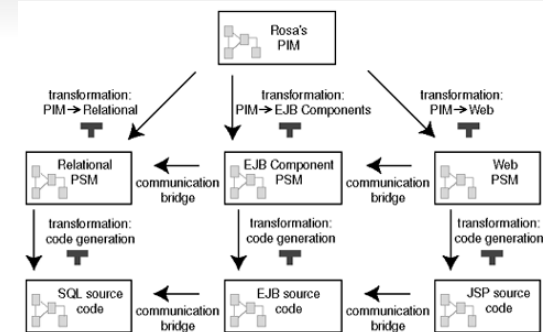 Rosa's
PIM
transformation:
PIM→Relational
transformation:
PIM→EJB Components
transformation:
PIM→Web
Relational
PSM
communication
bridge
EJB Component
PSM
communication
bridge
Web
PSM
transformation:
code generation
transformation:
code generation
transformation:
code generation
SQL source
code
communication
bridge
EJB source
code
communication
bridge
JSP source
code